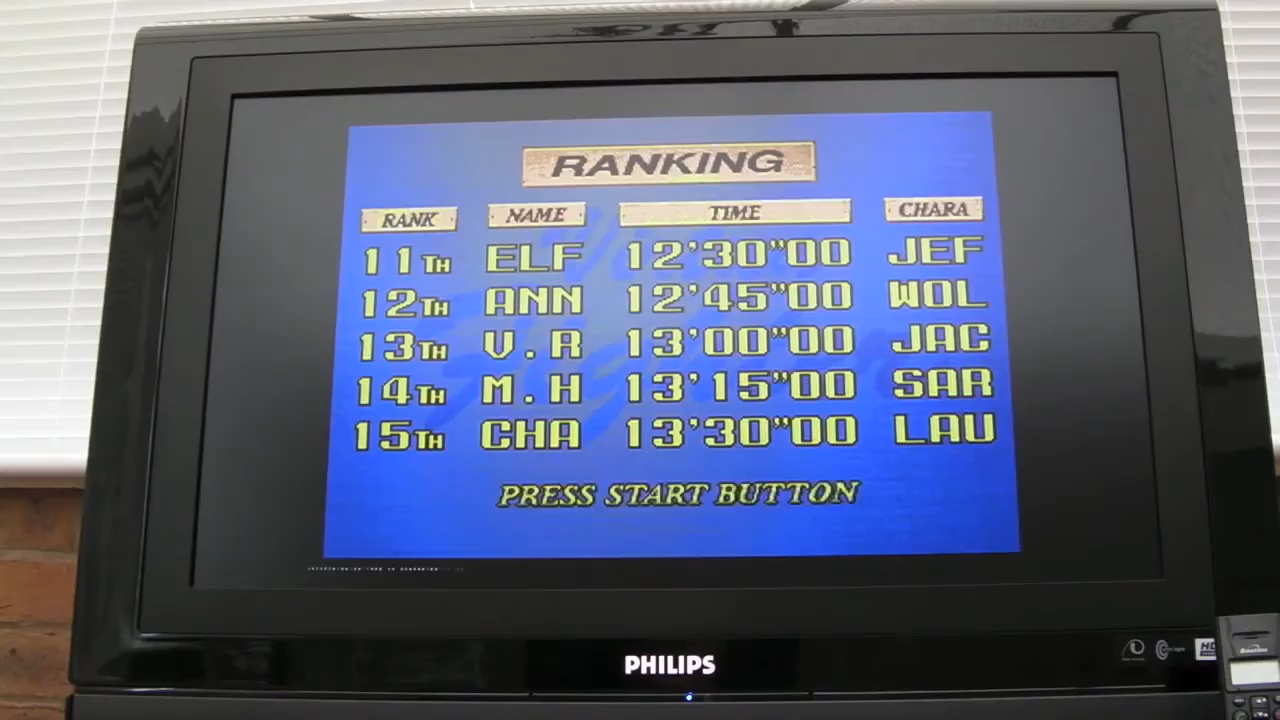 RANKING
RANK NAME TIME CHARA
11TH ELF 12'30"00 JEF
12TH ANN 12'45"00 WOL
13TH V.R 13'00"00 JAC
14TH M.H 13'15"00 SAR
15TH CHA 13'30"00 LAU
PRESS START BUTTON
PHILIPS